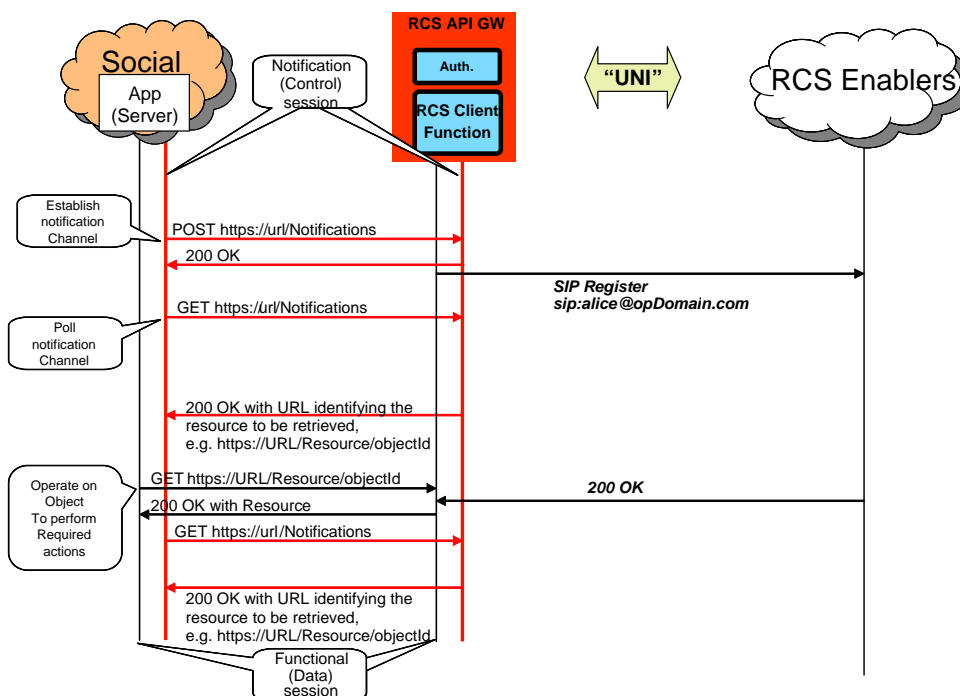 Social
App
(Server)
Notification
(Control)
session
RCS API GW
Auth.
RCS Client
Function
“UNI”
RCS Enablers
Establish
notification
Channel
POST https://url/Notifications
200 OK
SIP Register
sip:alice@opDomain.com
GET https://url/Notifications
Poll
notification
Channel
200 OK with URL identifying the
resource to be retrieved,
e.g. https://URL/Resource/objectId
Operate on
Object
To perform
Required
actions
GET https://URL/Resource/objectId
200 OK
200 OK with Resource
GET https://url/Notifications
200 OK with URL identifying the
resource to be retrieved,
e.g. https://URL/Resource/objectId
Functional
(Data)
session